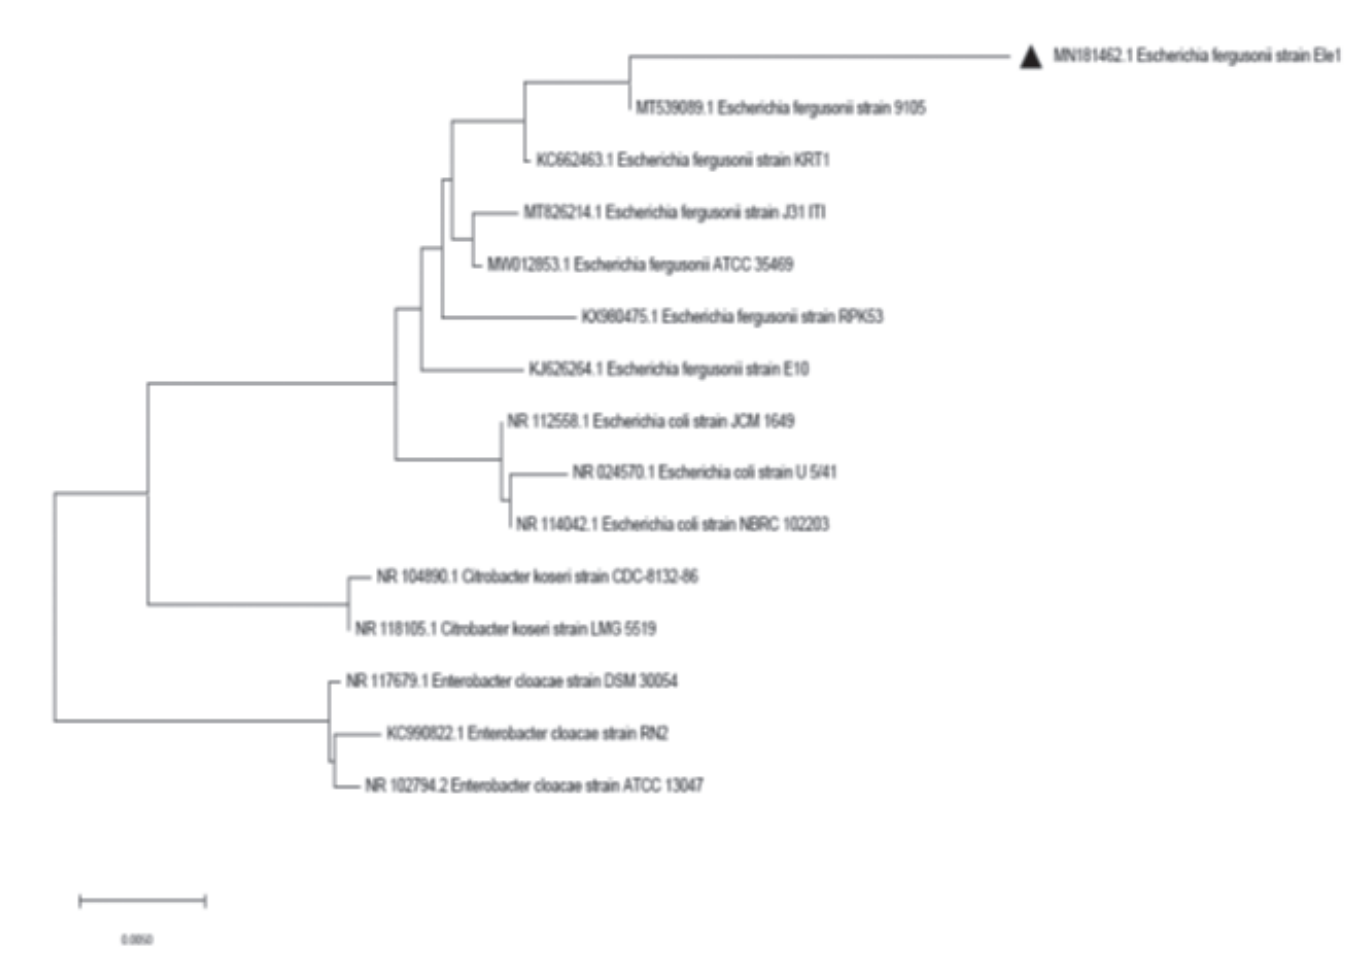 MN181462.1 Escherichia fergusonii strain Ele1
MT539089.1 Escherichia fergusonii strain 9105
KC662463.1 Escherichia fergusonii strain KRT1
MT826214.1 Escherichia fergusonii strain J31 ITI
MW012853.1 Escherichia fergusonii ATCC 35469
KX980475.1 Escherichia fergusonii strain RPK53
KJ626264.1 Escherichia fergusonii strain E10
NR 112558.1 Escherichia coli strain JCM 1649
NR 024570.1 Escherichia coli strain U 5/41
NR 114042.1 Escherichia coli strain NBRC 102203
NR 104890.1 Citrobacter koseri strain CDC-8132-86
NR 118105.1 Citrobacter koseri strain LMG 5519
NR 117679.1 Enterobacter cloacae strain DSM 30054
KC990822.1 Enterobacter cloacae strain RN2
NR 102794.2 Enterobacter cloacae strain ATCC 13047
0.0050